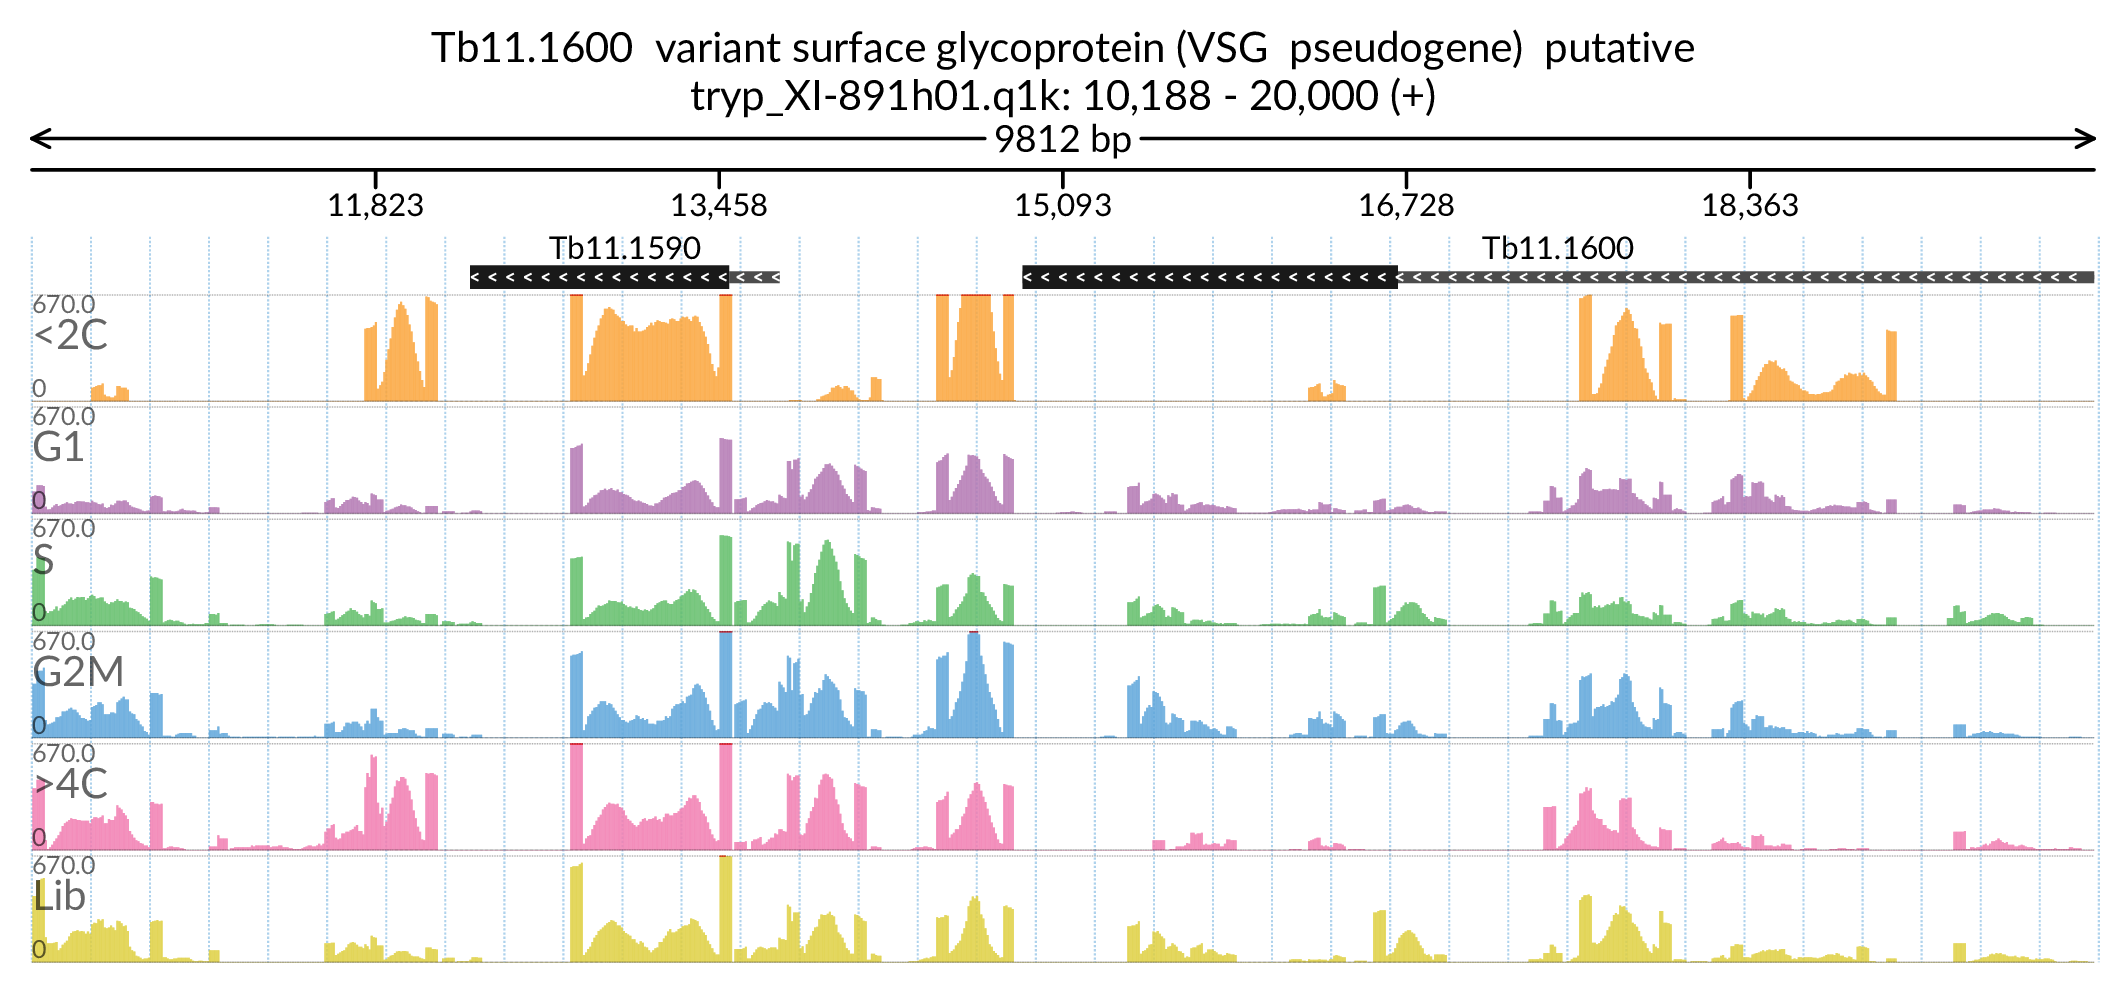 Tb11.1600 variant surface glycoprotein (VSG pseudogene) putative
tryp_XI-891h01.q1k: 10,188 - 20,000 (+)
9812 bp
11,823 13,458 15,093 16,728 18,363
Tb11.1590 Tb11.1600
670.0
<2C
0
670.0
G1
0
670.0
S
0
670.0
G2M
0
670.0
>4C
0
670.0
Lib
0